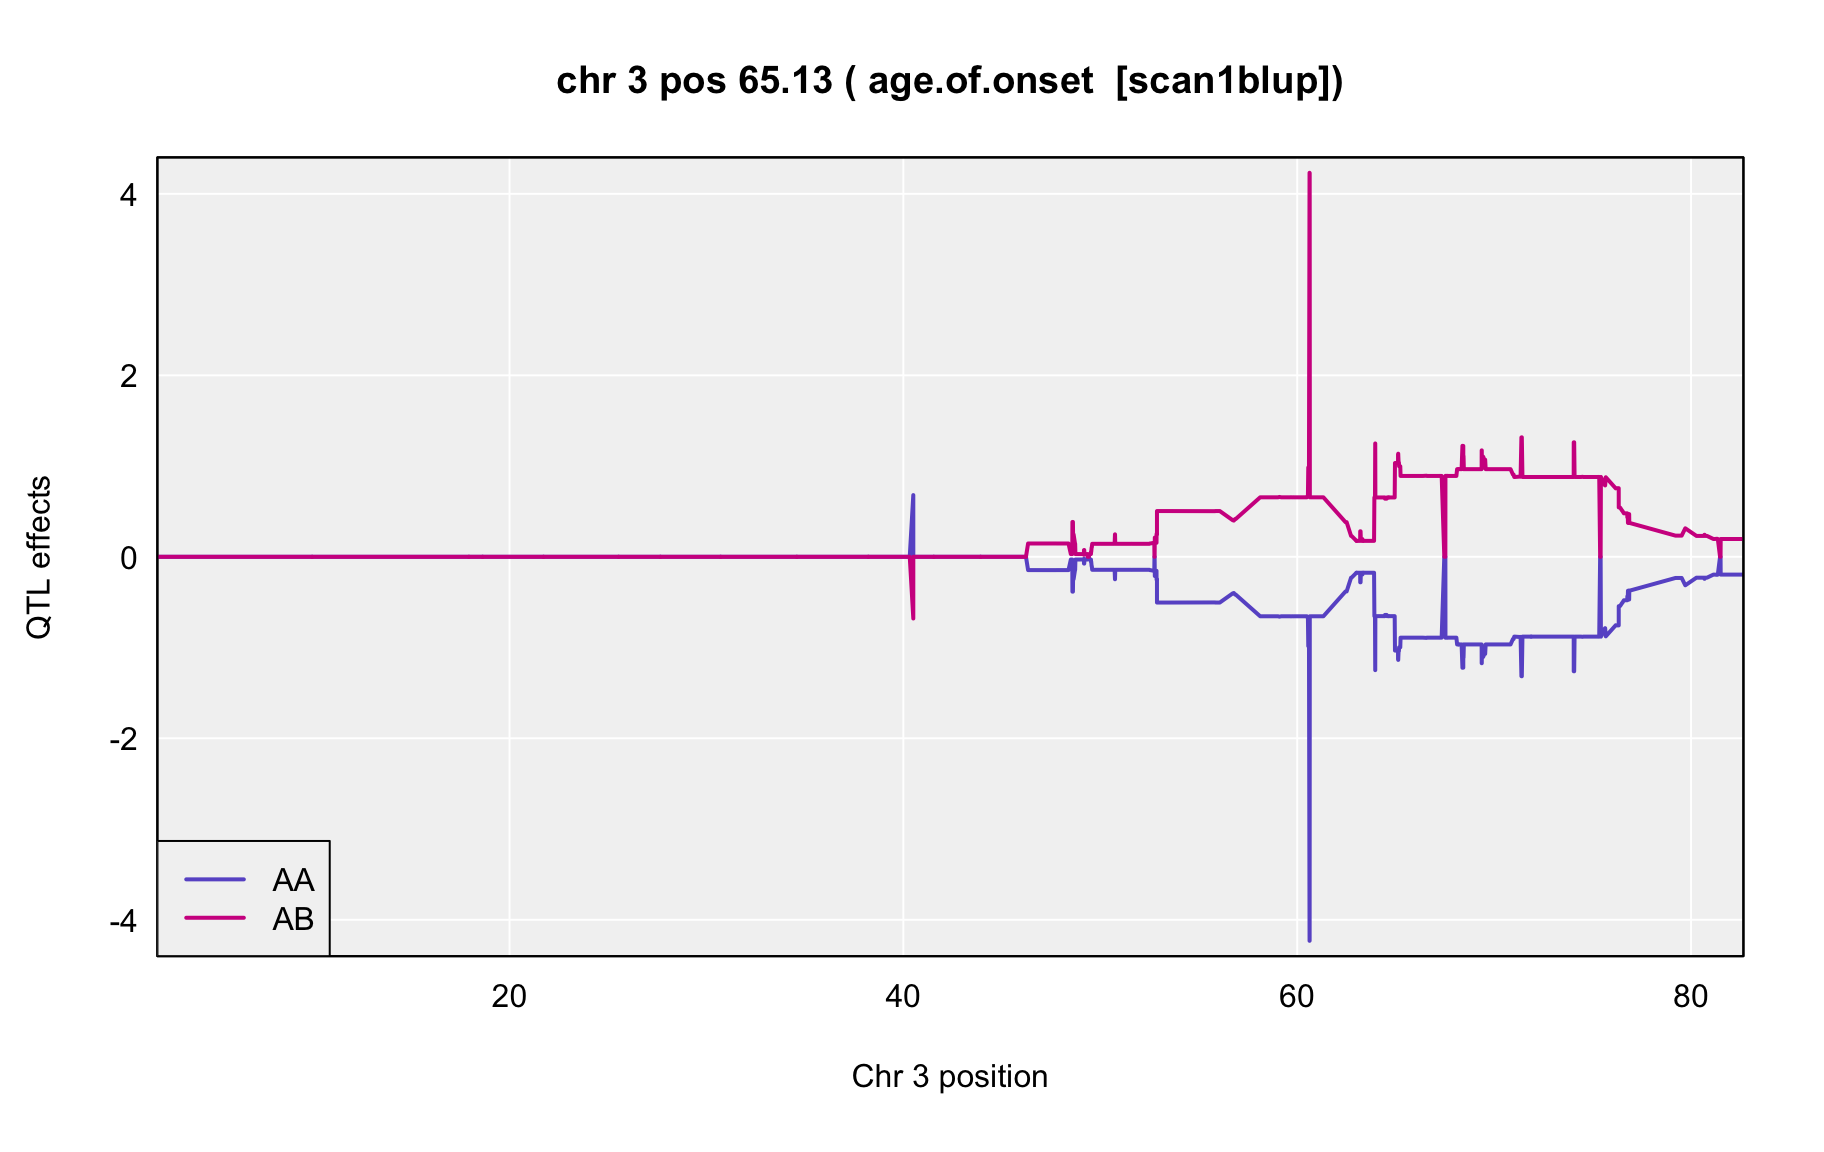 chr 3 pos 65.13 ( age.of.onset  [scan1blup])
QTL effects
4
2
0
-2
-4
AA
AB
20 40 60 80
Chr 3 position